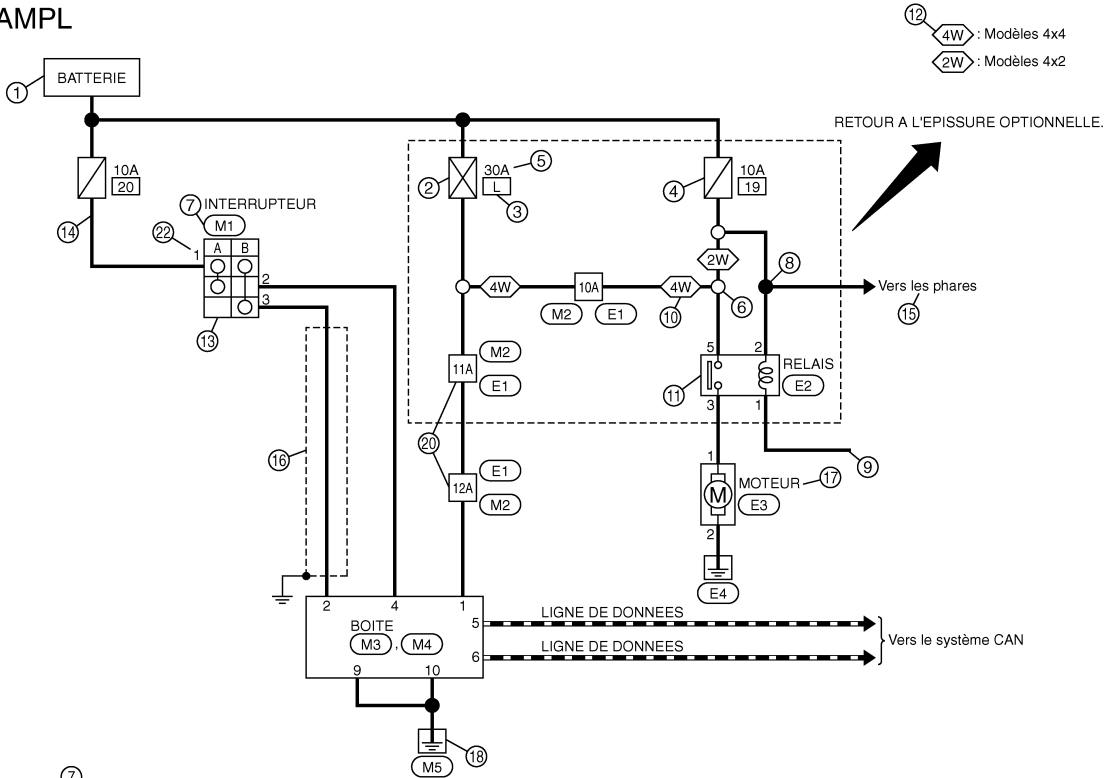 AMPL
12
4W : Modèles 4x4
2W : Modèles 4x2
1
BATTERIE
RETOUR A L'EPISSURE OPTIONNELLE.
10A
20
2
30A
L
5
3
4
10A
19
14
7
INTERRUPTEUR
M1
22
1
A B
2
3
13
2W
8
4W
10A
4W
Vers les phares
M2
E1
10
6
15
11A
M2
E1
5
2
RELAIS
E2
11
3
1
20
16
12A
E1
M2
9
1
M
MOTEUR
17
E3
2
E4
2
4
1
BOITE
M3 , M4
5
LIGNE DE DONNEES
6
LIGNE DE DONNEES
Vers le système CAN
9
10
18
M5
7